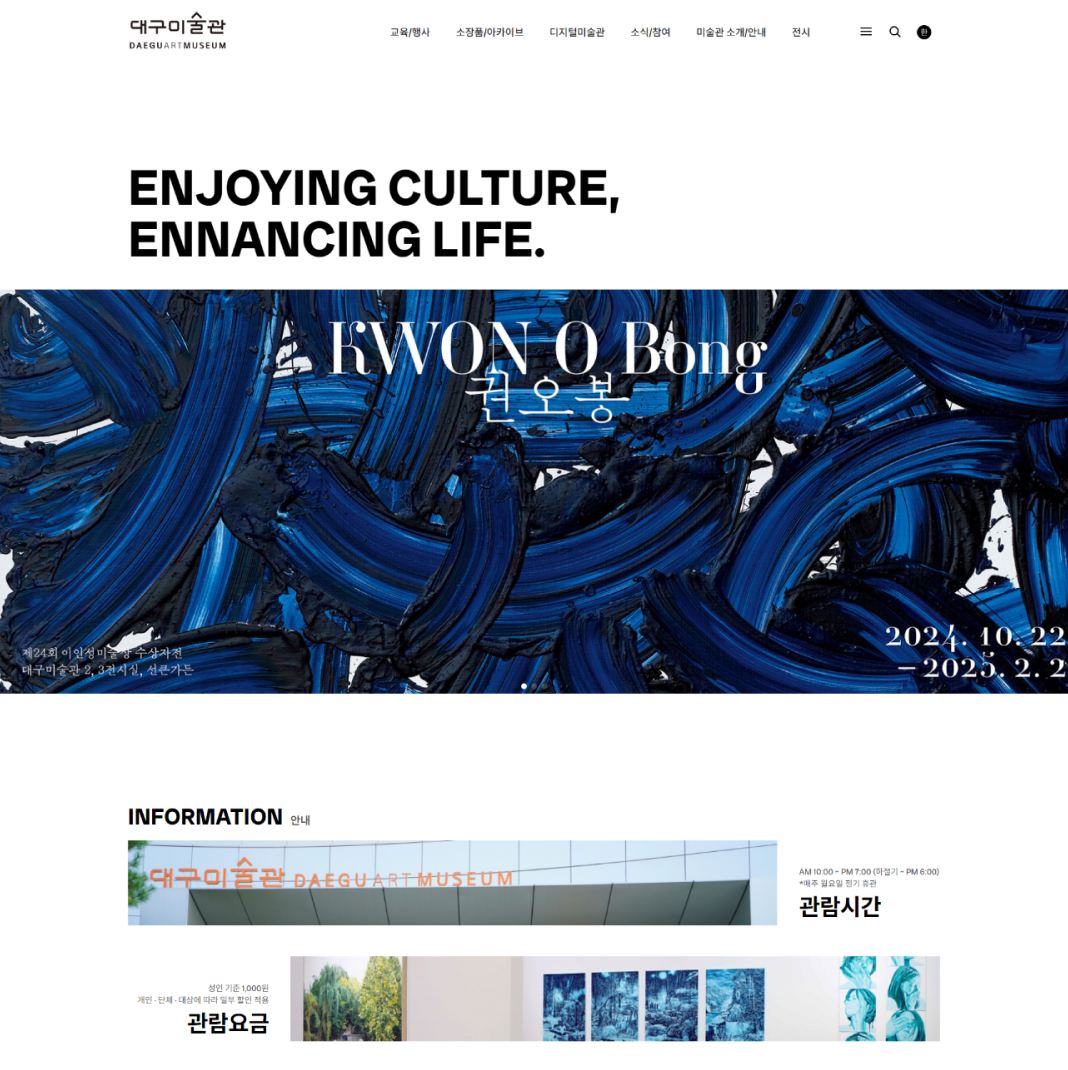 대구미술관
DAEGUARTMUSEUM
교육/행사 소장품/아카이브 디지털미술관 소식/참여 미술관 소개/안내 전시
한
ENJOYING CULTURE,
ENNANCING LIFE.
KWON O Bong
권오봉
제24회 이인성미술상 수상자전
대구미술관 2, 3전시실, 선큰가든
2024. 10. 22
– 2025. 2. 2
INFORMATION 안내
대구미술관 DAEGUARTMUSEUM
AM 10:00 ~ PM 7:00 (하절기 ~ PM 6:00)
*매주 월요일 정기 휴관
관람시간
성인 기준 1,000원
개인 · 단체 · 대상에 따라 일부 할인 적용
관람요금